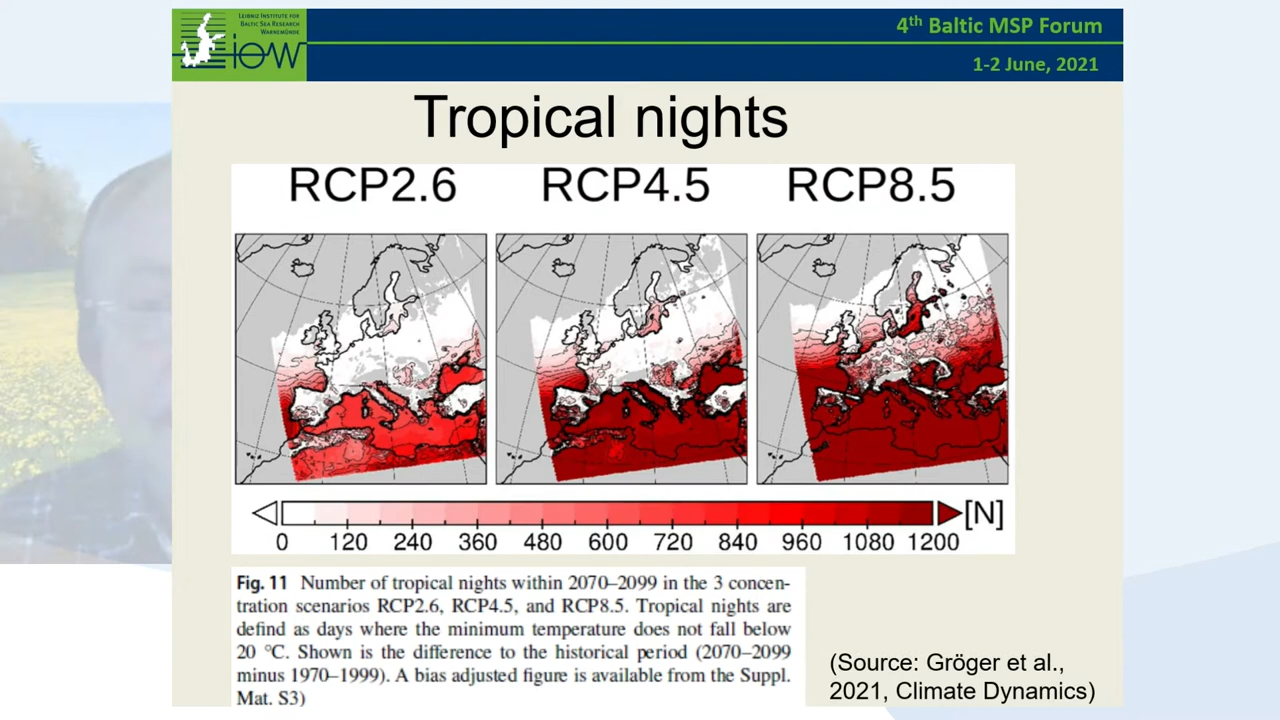 LEIBNIZ INSTITUTE FOR
BALTIC SEA RESEARCH
WARNEMÜNDE
iow
4th Baltic MSP Forum
1-2 June, 2021
Tropical nights
RCP2.6 RCP4.5 RCP8.5
0 120 240 360 480 600 720 840 960 1080 1200 [N]
Fig. 11 Number of tropical nights within 2070–2099 in the 3 concen-
tration scenarios RCP2.6, RCP4.5, and RCP8.5. Tropical nights are
defind as days where the minimum temperature does not fall below
20 °C. Shown is the difference to the historical period (2070–2099
minus 1970–1999). A bias adjusted figure is available from the Suppl.
Mat. S3)
(Source: Gröger et al.,
2021, Climate Dynamics)